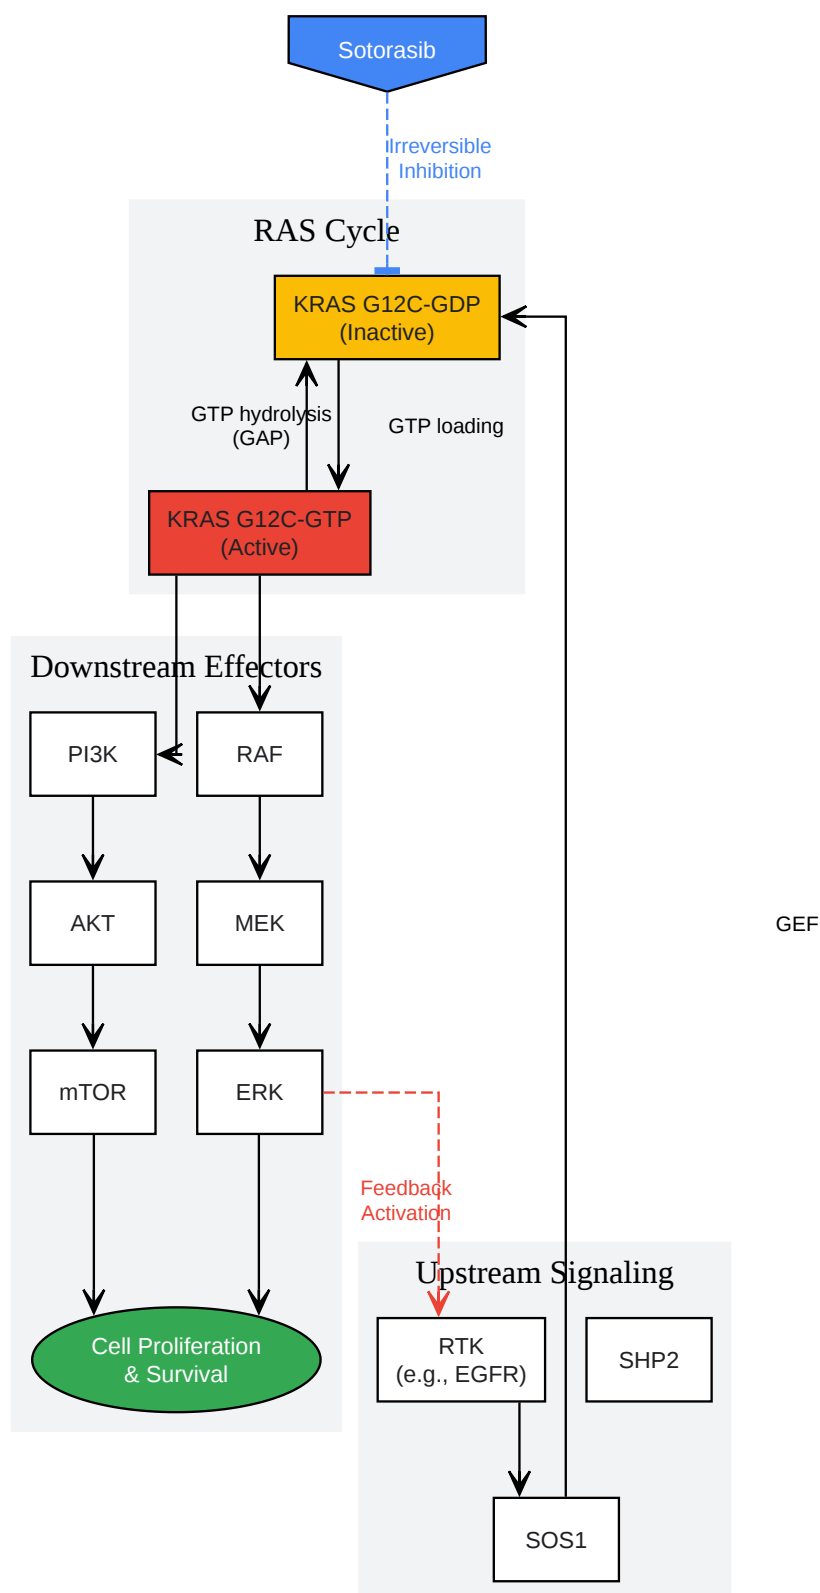 Sotorasib
Irreversible
Inhibition
RAS Cycle
KRAS G12C-GDP
(Inactive)
GTP hydrolysis
(GAP)
GTP loading
KRAS G12C-GTP
(Active)
Downstream Effectors
PI3K
RAF
AKT
MEK
GEF
mTOR
ERK
Feedback
Activation
Upstream Signaling
Cell Proliferation
& Survival
RTK
(e.g., EGFR)
SHP2
SOS1